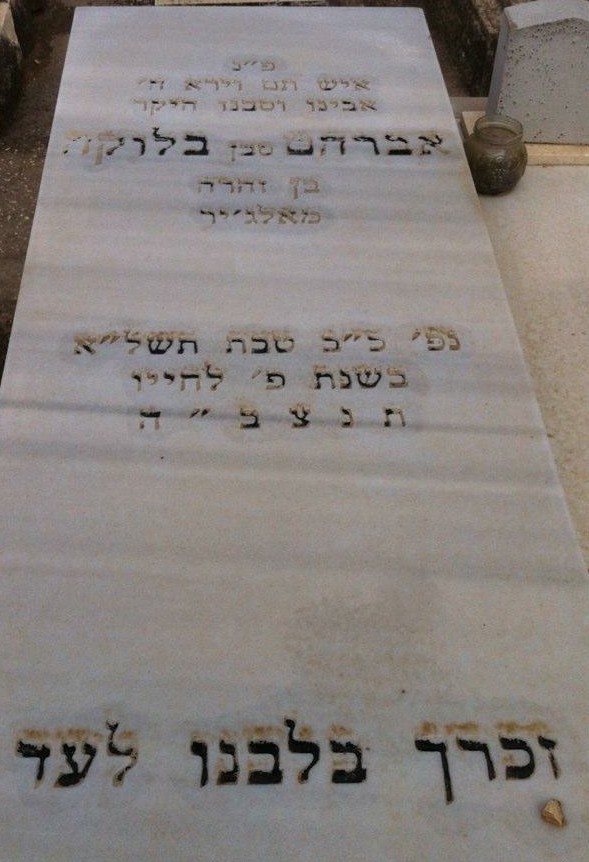 פ״נ
איש תם וירא ה׳
אבינו וסבנו היקר
אברהם סבן בלוקה
בן זהרה
מאלג׳יר
נפ׳ כ״ב טבת תשל״א
בשנת פ׳ לחייו
ת נ צ ב ״ ה
זכרך בלבנו לעד